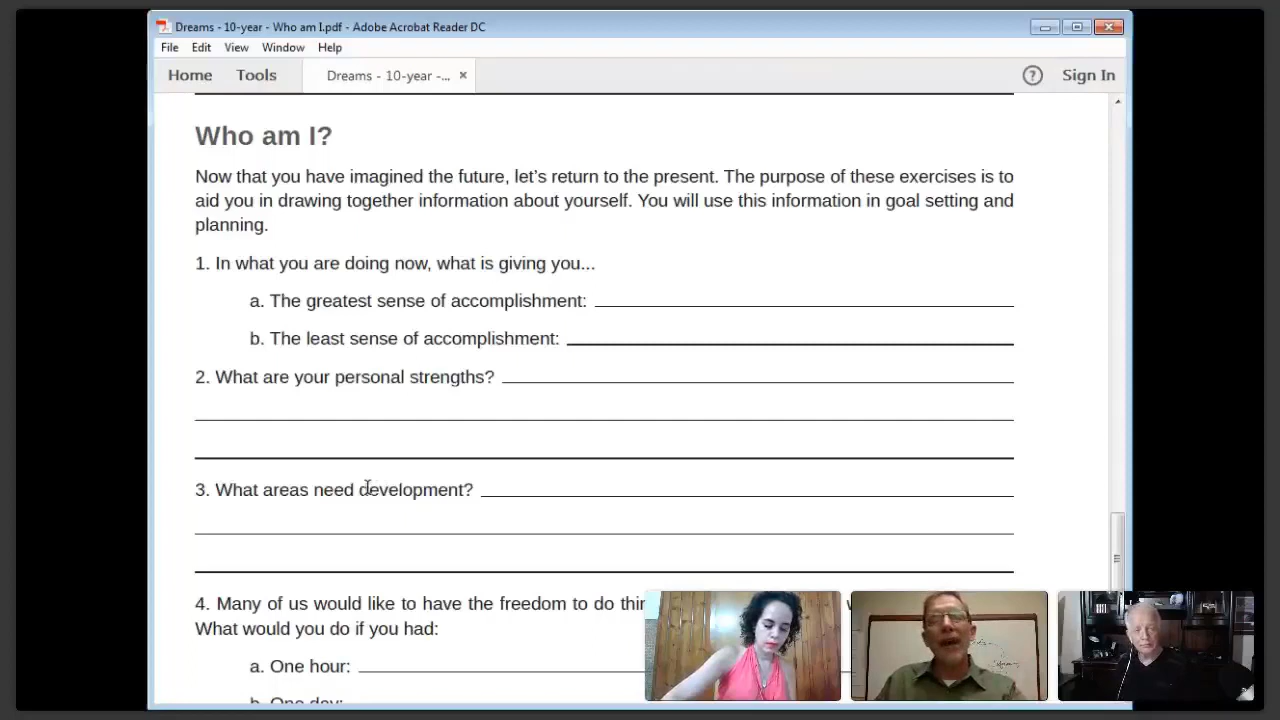 Dreams - 10-year - Who am I.pdf - Adobe Acrobat Reader DC
File Edit View Window Help
Home Tools Dreams - 10-year -... × ? Sign In
Who am I?
Now that you have imagined the future, let’s return to the present. The purpose of these exercises is to
aid you in drawing together information about yourself. You will use this information in goal setting and
planning.
1. In what you are doing now, what is giving you...
a. The greatest sense of accomplishment:
b. The least sense of accomplishment:
2. What are your personal strengths?
3. What areas need development?
4. Many of us would like to have the freedom to do
What would you do if you had:
a. One hour:
b. One day: